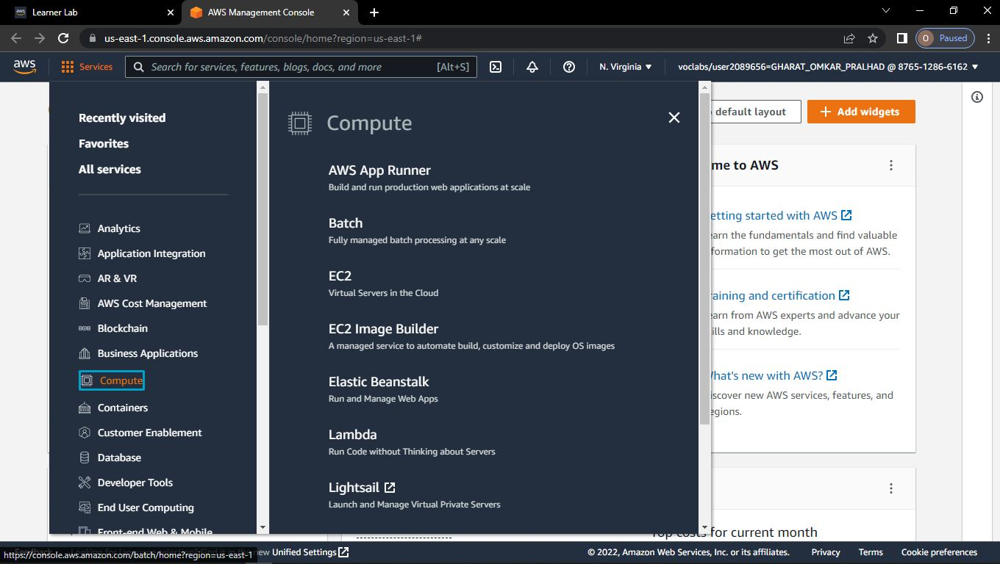 aws
Learner Lab
AWS Management Console
us-east-1.console.aws.amazon.com/console/home?region=us-east-1#
O
Paused
aws
Services
Search for services, features, blogs, docs, and more
[Alt+S]
N. Virginia
voclabs/user2089656=GHARAT_OMKAR_PRALHAD @ 8765-1286-6162
Recently visited
Favorites
All services
Analytics
Application Integration
AR & VR
AWS Cost Management
Blockchain
Business Applications
Compute
Containers
Customer Enablement
Database
Developer Tools
End User Computing
Front-end Web & Mobile
Compute
AWS App Runner
Build and run production web applications at scale
Batch
Fully managed batch processing at any scale
EC2
Virtual Servers in the Cloud
EC2 Image Builder
A managed service to automate build, customize and deploy OS images
Elastic Beanstalk
Run and Manage Web Apps
Lambda
Run Code without Thinking about Servers
Lightsail
Launch and Manage Virtual Private Servers
default layout
Add widgets
me to AWS
etting started with AWS
earn the fundamentals and find valuable
formation to get the most out of AWS.
raining and certification
earn from AWS experts and advance your
ills and knowledge.
hat's new with AWS?
iscover new AWS services, features, and
egions.
Top costs for current month
https://console.aws.amazon.com/batch/home?region=us-east-1
new Unified Settings
© 2022, Amazon Web Services, Inc. or its affiliates.
Privacy
Terms
Cookie preferences